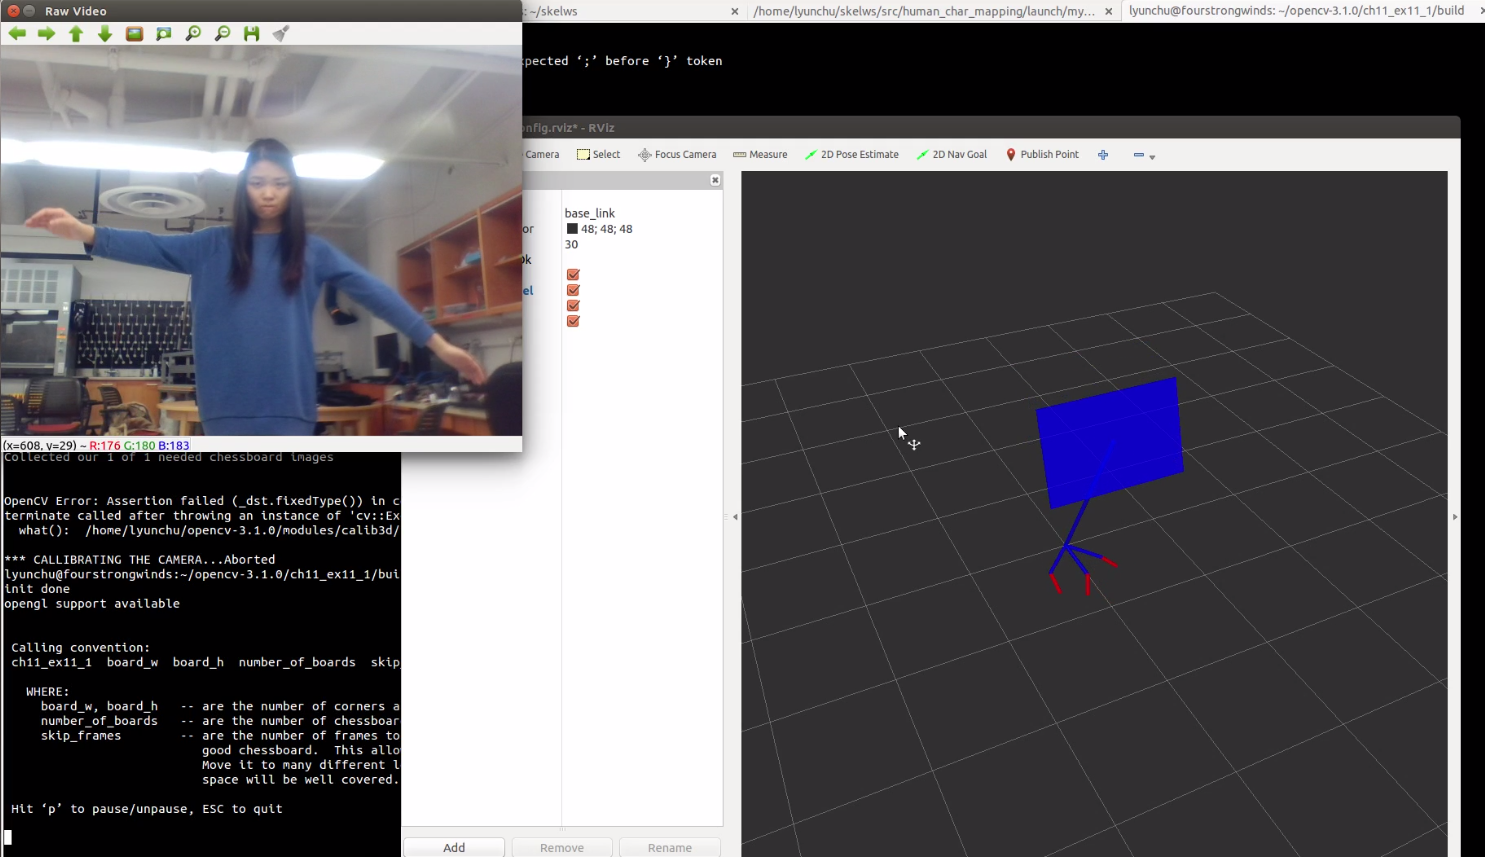 Raw Video
s: ~/skelws
/home/lyunchu/skelws/src/human_char_mapping/launch/my...
lyunchu@fourstrongwinds: ~/opencv-3.1.0/ch11_ex11_1/build
xpected ‘;’ before ‘}’ token
onfig.rviz* - RViz
Camera
Select
Focus Camera
Measure
2D Pose Estimate
2D Nav Goal
Publish Point
base_link
or
48; 48; 48
30
Ok
el
(x=608, y=29) ~ R:176 G:180 B:183
Collected our 1 of 1 needed chessboard images
OpenCV Error: Assertion failed (_dst.fixedType()) in c
terminate called after throwing an instance of 'cv::Ex
what(): /home/lyunchu/opencv-3.1.0/modules/calib3d/
*** CALLIBRATING THE CAMERA...Aborted
lyunchu@fourstrongwinds:~/opencv-3.1.0/ch11_ex11_1/bui
init done
opengl support available
Calling convention:
ch11_ex11_1 board_w board_h number_of_boards skip_
WHERE:
board_w, board_h -- are the number of corners a
number_of_boards -- are the number of chessboar
skip_frames -- are the number of frames to
good chessboard. This allo
Move it to many different l
space will be well covered.
Hit ‘p’ to pause/unpause, ESC to quit
Add
Remove
Rename